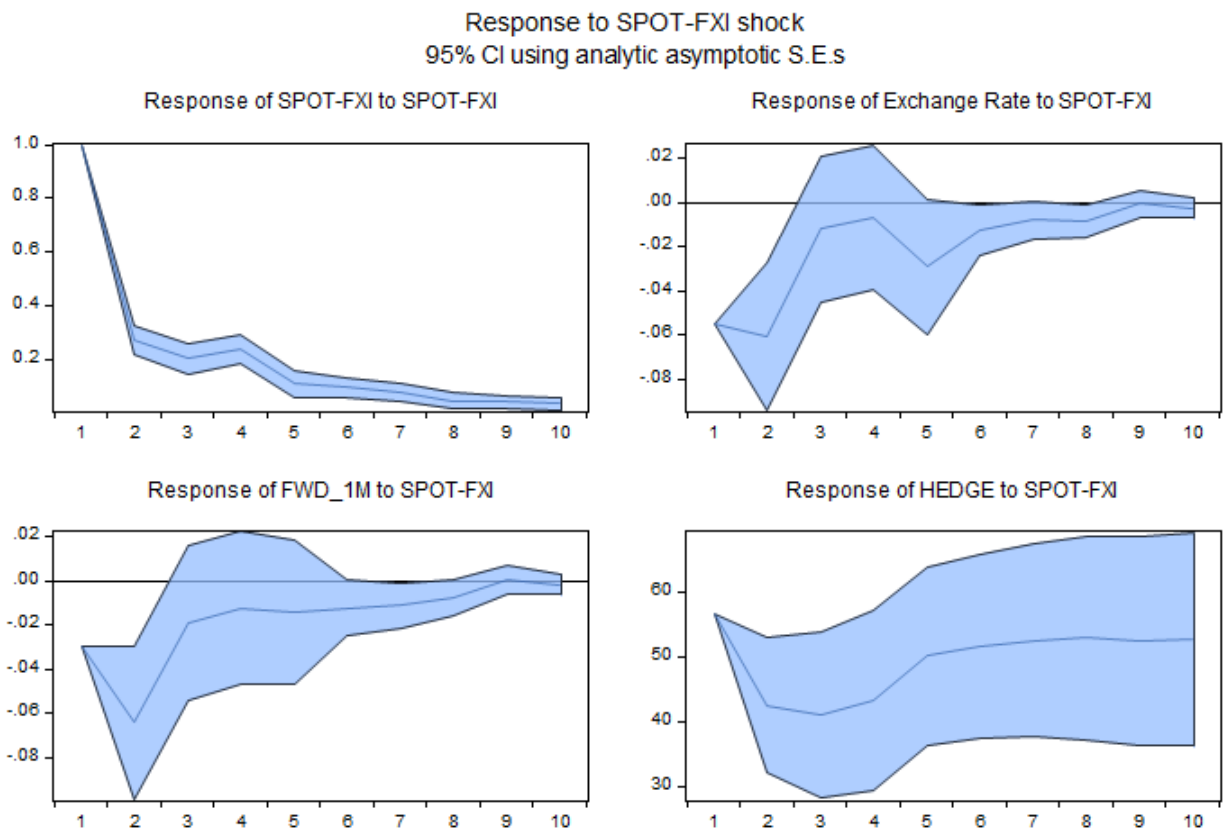 Response to SPOT-FXI shock
95% CI using analytic asymptotic S.E.s
Response of SPOT-FXI to SPOT-FXI
1.0
0.8
0.6
0.4
0.2
1 2 3 4 5 6 7 8 9 10
Response of Exchange Rate to SPOT-FXI
.02
.00
-.02
-.04
-.06
-.08
1 2 3 4 5 6 7 8 9 10
Response of FWD_1M to SPOT-FXI
.02
.00
-.02
-.04
-.06
-.08
1 2 3 4 5 6 7 8 9 10
Response of HEDGE to SPOT-FXI
60
50
40
30
1 2 3 4 5 6 7 8 9 10